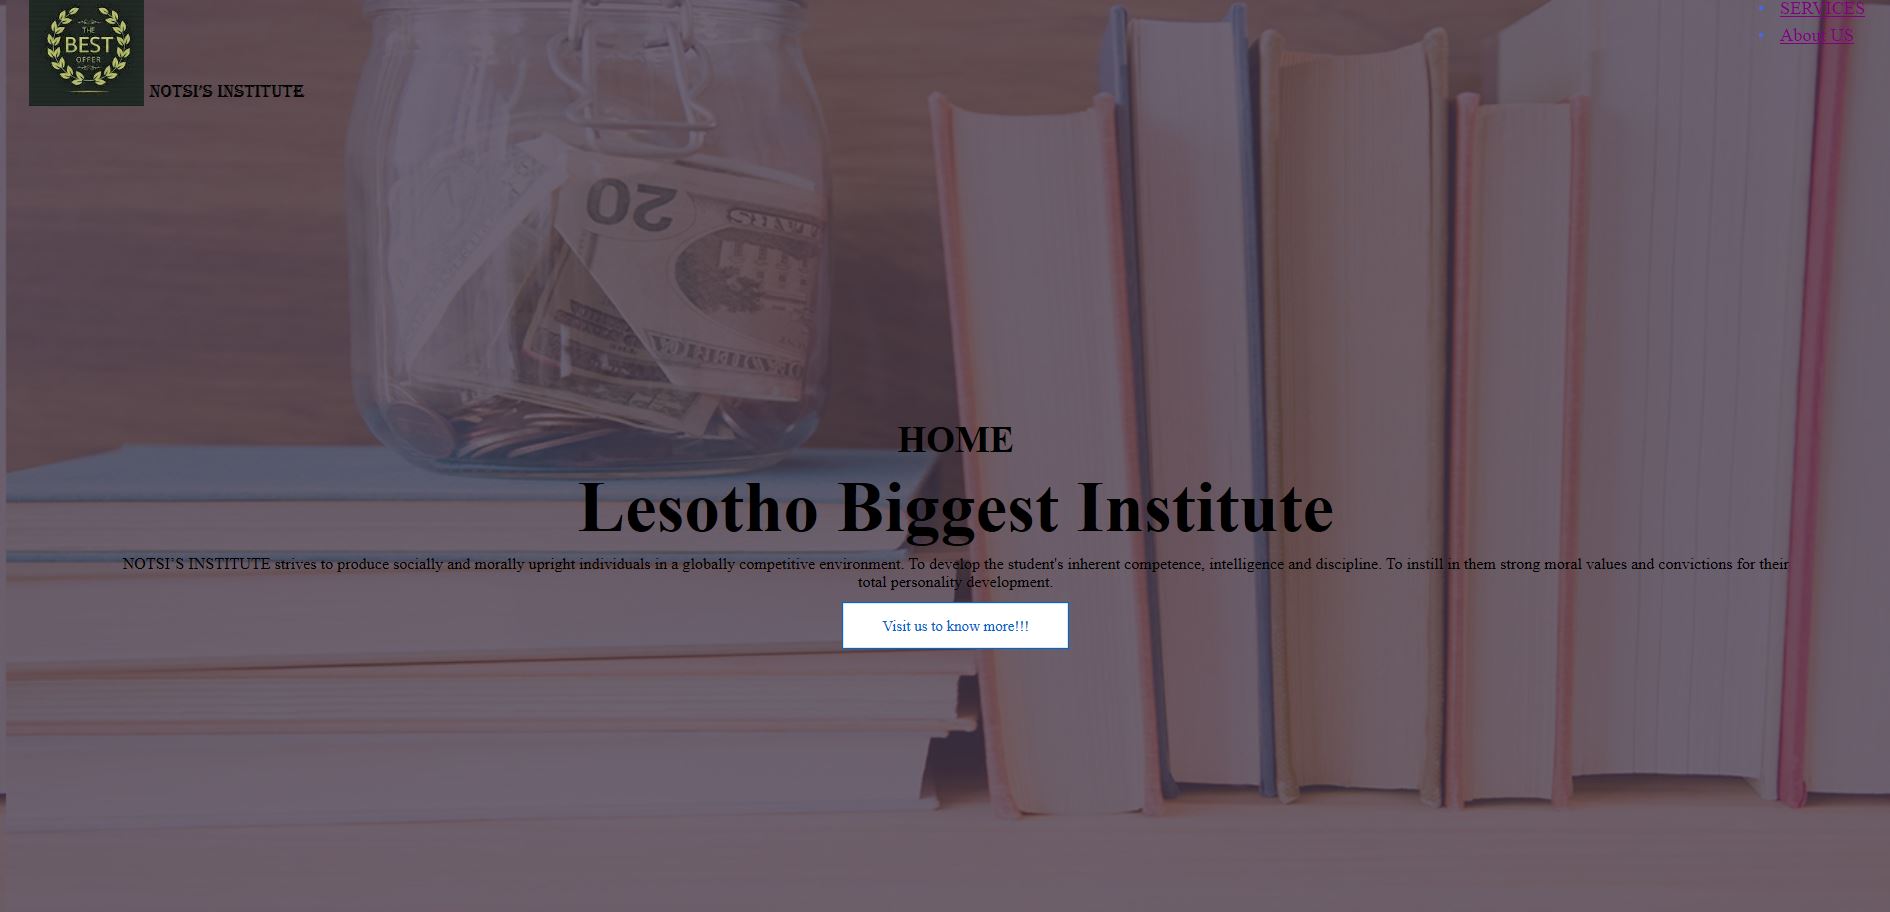 THE
BEST
OFFER
NOTSI'S INSTITUTE
SERVICES
About US
20
HOME
Lesotho Biggest Institute
NOTSI'S INSTITUTE strives to produce socially and morally upright individuals in a globally competitive environment. To develop the student's inherent competence, intelligence and discipline. To instill in them strong moral values and convictions for their
total personality development.
Visit us to know more!!!